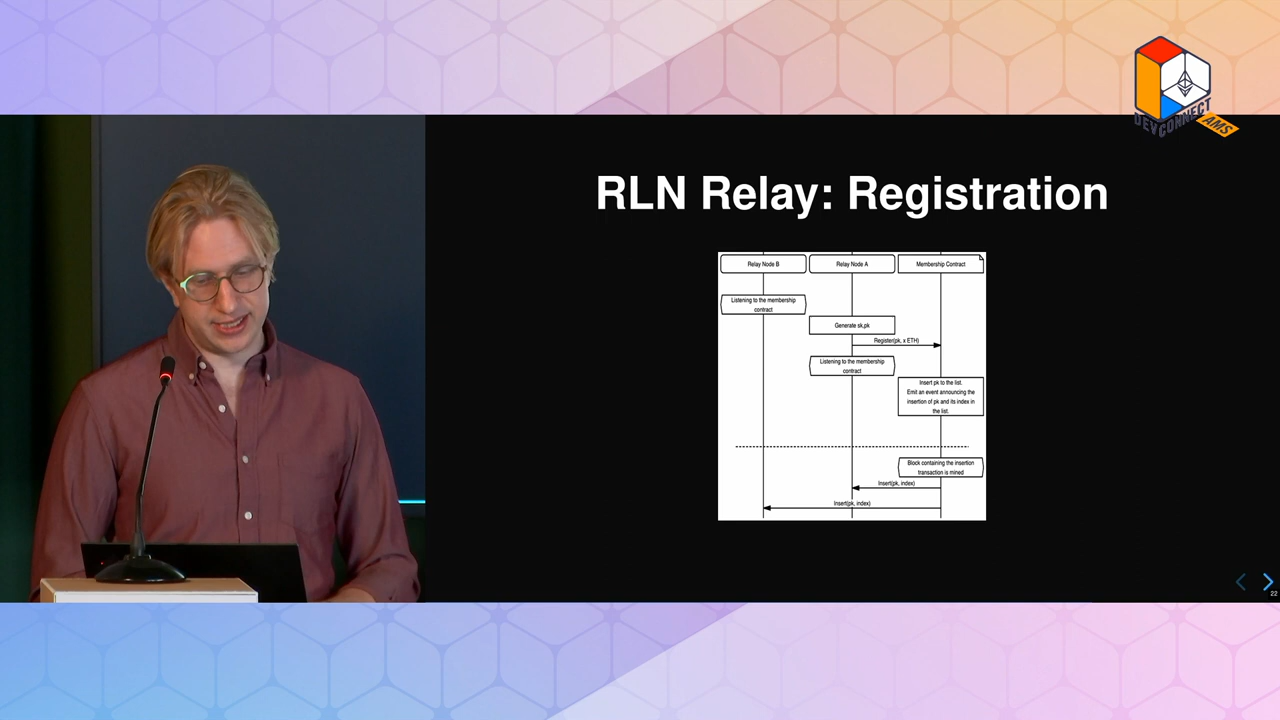 DEVCONNECT
AMS
RLN Relay: Registration
Relay Node B
Relay Node A
Membership Contract
Listening to the membership
contract
Generate sk,pk
Register(pk, x ETH)
Listening to the membership
contract
Insert pk to the list.
Emit an event announcing the
insertion of pk and its index in
the list.
Block containing the insertion
transaction is mined
Insert(pk, index)
Insert(pk, index)
22